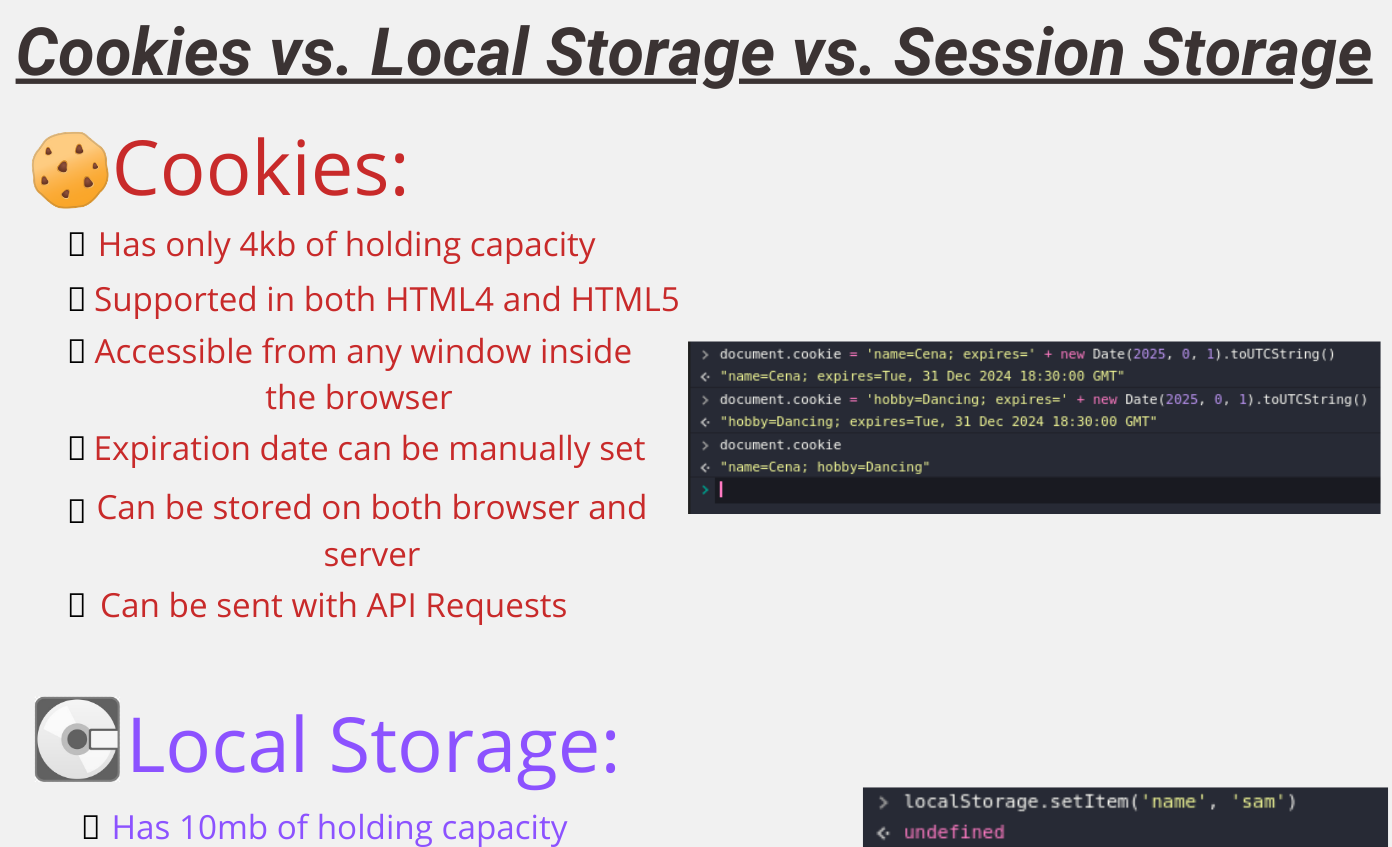 Cookies vs. Local Storage vs. Session Storage
Cookies:
Has only 4kb of holding capacity
Supported in both HTML4 and HTML5
Accessible from any window inside
the browser
Expiration date can be manually set
Can be stored on both browser and
server
Can be sent with API Requests
> document.cookie = 'name=Cena; expires=' + new Date(2025, 0, 1).toUTCString()
"name=Cena; expires=Tue, 31 Dec 2024 18:30:00 GMT"
> document.cookie = 'hobby=Dancing; expires=' + new Date(2025, 0, 1).toUTCString()
"hobby=Dancing; expires=Tue, 31 Dec 2024 18:30:00 GMT"
> document.cookie
"name=Cena; hobby=Dancing"
>
Local Storage:
Has 10mb of holding capacity
> localStorage.setItem('name', 'sam')
undefined